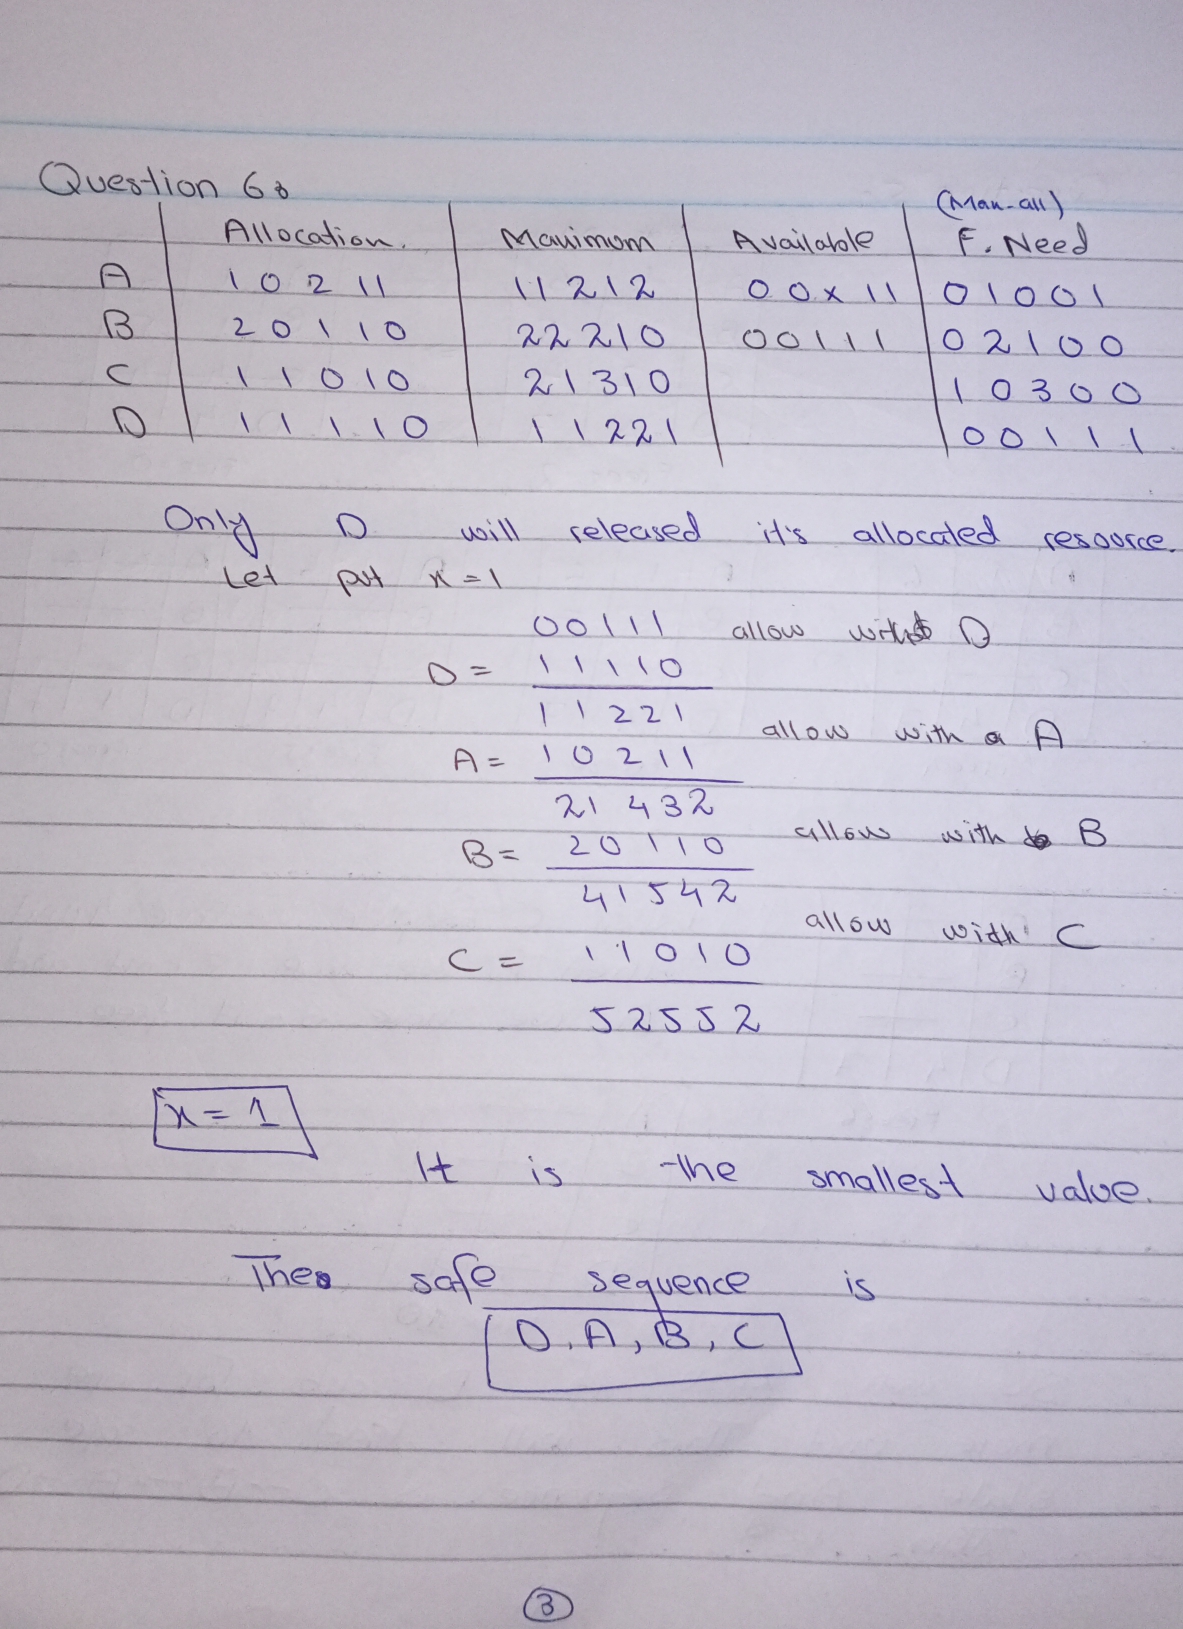 Question 6:
(Max-all)
Allocation. Maximum Available F. Need
A 1 0 2 1 1 1 1 2 1 2 0 0 x 1 1 0 1 0 0 1
B 2 0 1 1 0 2 2 2 1 0 0 0 1 1 1 0 2 1 0 0
C 1 1 0 1 0 2 1 3 1 0 1 0 3 0 0
D 1 1 1 1 0 1 1 2 2 1 0 0 1 1 1
Only D will released it's allocated resource.
Let put x = 1
0 0 1 1 1 allow with D
D = 1 1 1 1 0
1 1 2 2 1
allow with a A
A = 1 0 2 1 1
2 1 4 3 2
allow with B
B = 2 0 1 1 0
4 1 5 4 2
allow with C
C = 1 1 0 1 0
5 2 5 5 2
x = 1
It is the smallest value.
The safe sequence is
D, A, B, C
3